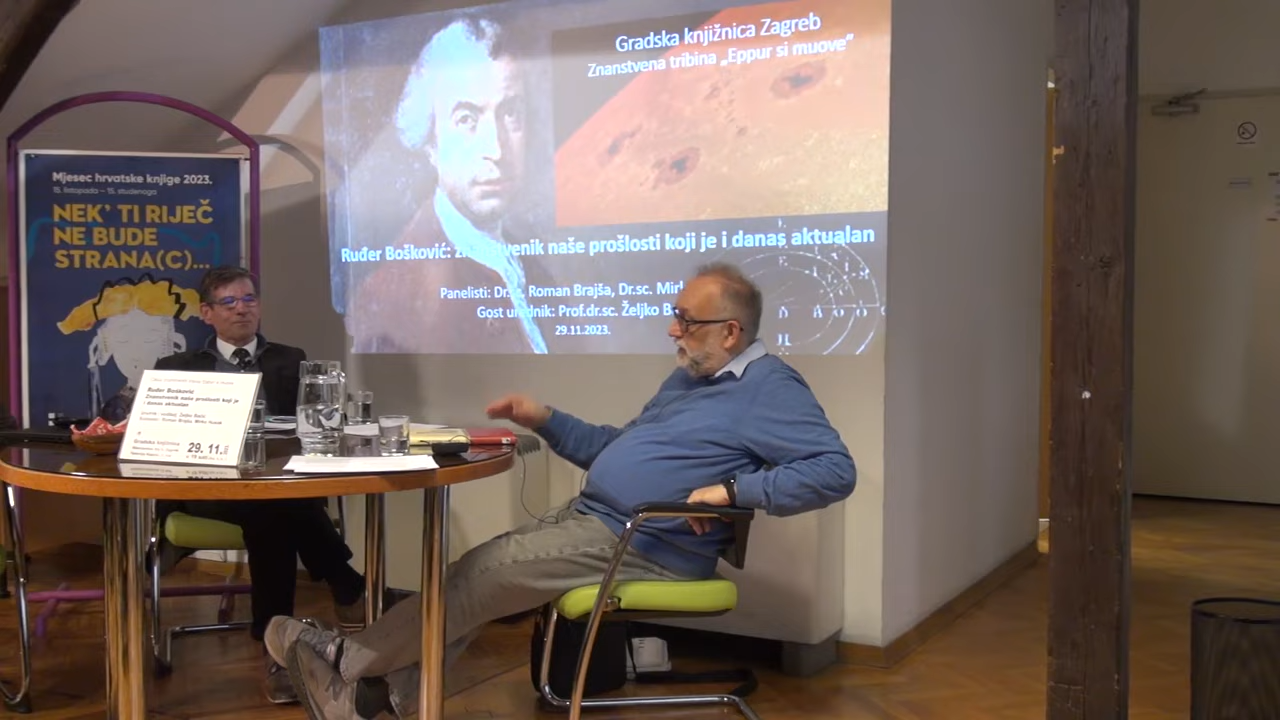 Gradska knjižnica Zagreb
Znanstvena tribina „Eppur si muove”
Ruđer Bošković: znanstvenik naše prošlosti koji je i danas aktualan
Panelisti: Dr.sc. Roman Brajša, Dr.sc.
Gost urednik: Prof.dr.sc. Željko
29.11.2023.
Mjesec hrvatske knjige 2023.
15. listopada – 15. studenoga
NEK' TI RIJEČ
NE BUDE
STRANA(C)...
Ruđer Bošković
Znanstvenik naše prošlosti koji je
i danas aktualan
Gradska knjižnica
29. 11.